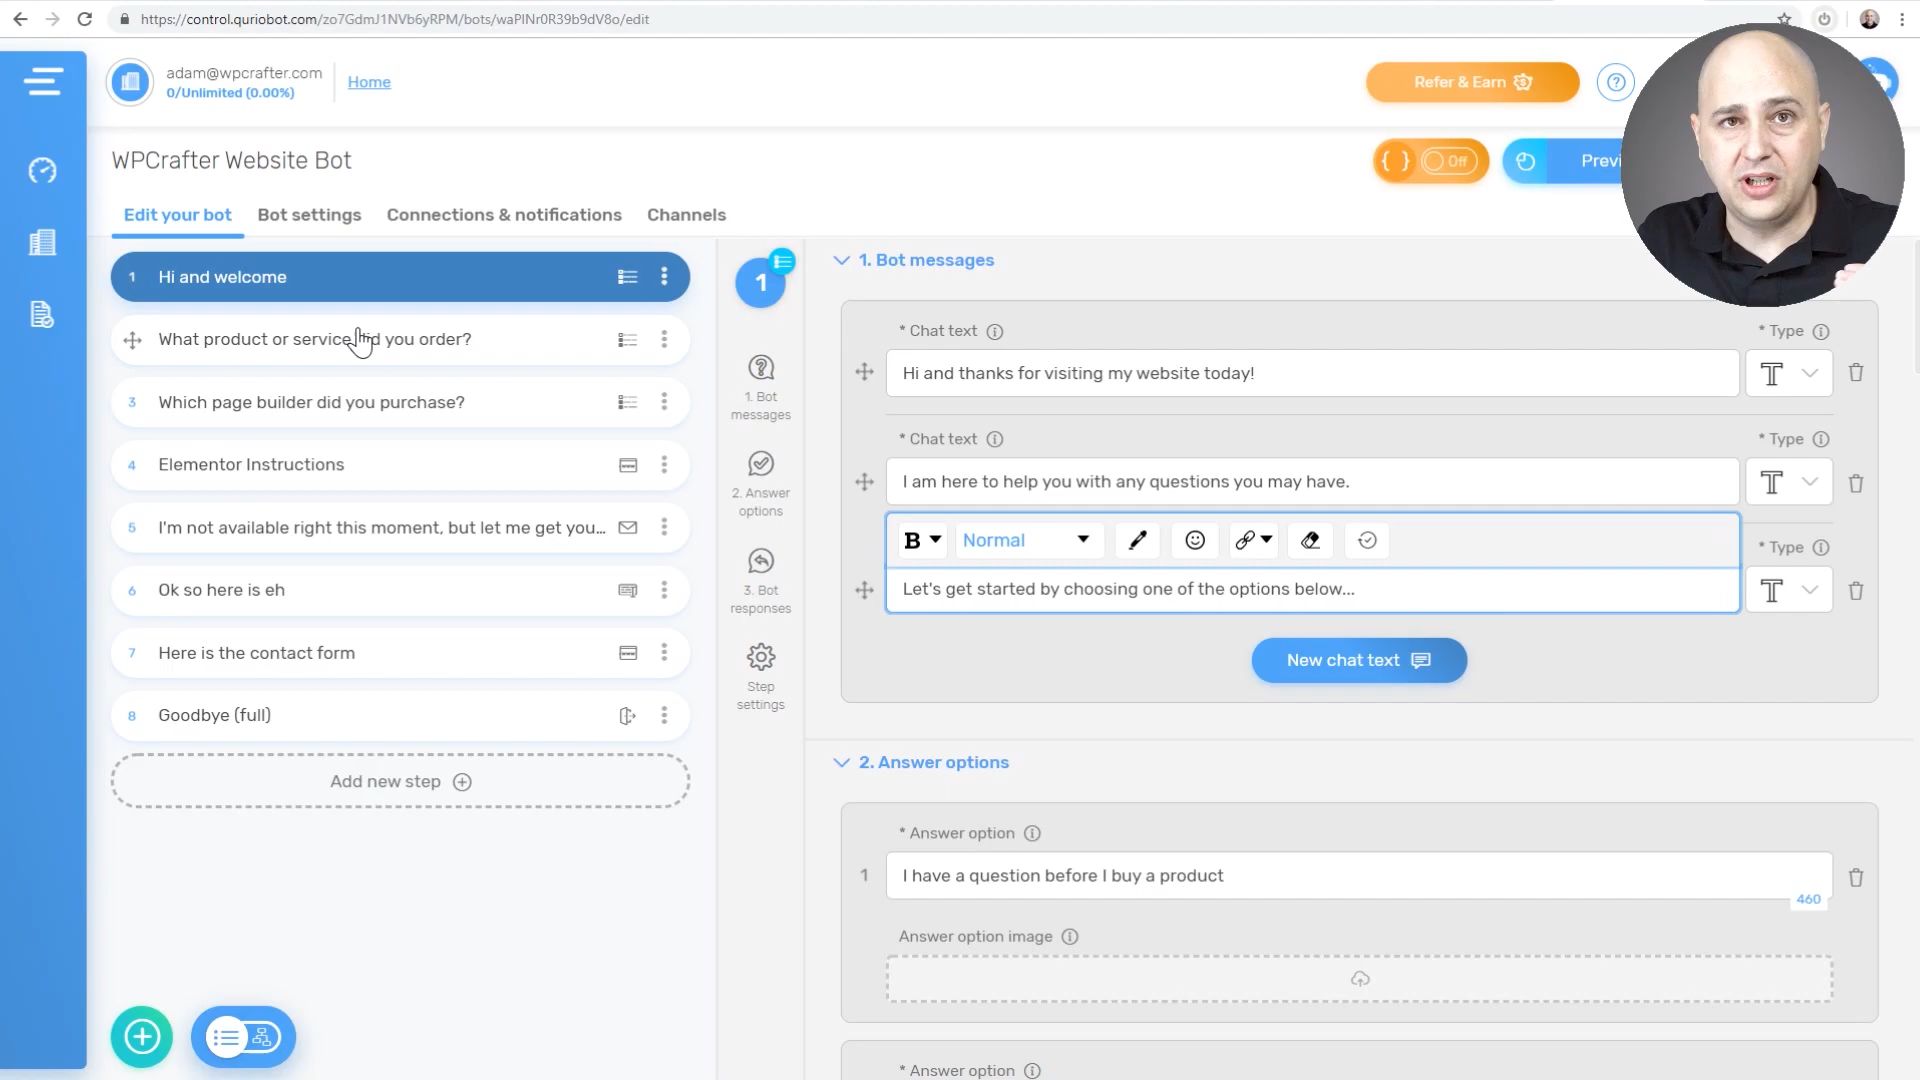 https://control.quriobot.com/zo7GdmJ1NVb6yRPM/bots/waPlNr0R39b9dV8o/edit
adam@wpcrafter.com
0/Unlimited (0.00%)
Home
Refer & Earn
WPCrafter Website Bot
Off
Previ
Edit your bot
Bot settings
Connections & notifications
Channels
1 Hi and welcome
What product or service did you order?
3 Which page builder did you purchase?
4 Elementor Instructions
5 I'm not available right this moment, but let me get you...
6 Ok so here is eh
7 Here is the contact form
8 Goodbye (full)
Add new step
1
1. Bot
messages
2. Answer
options
3. Bot
responses
Step
settings
1. Bot messages
* Chat text
* Type
Hi and thanks for visiting my website today!
* Chat text
* Type
I am here to help you with any questions you may have.
B
Normal
* Type
Let's get started by choosing one of the options below...
New chat text
2. Answer options
* Answer option
1
I have a question before I buy a product
460
Answer option image
* Answer option